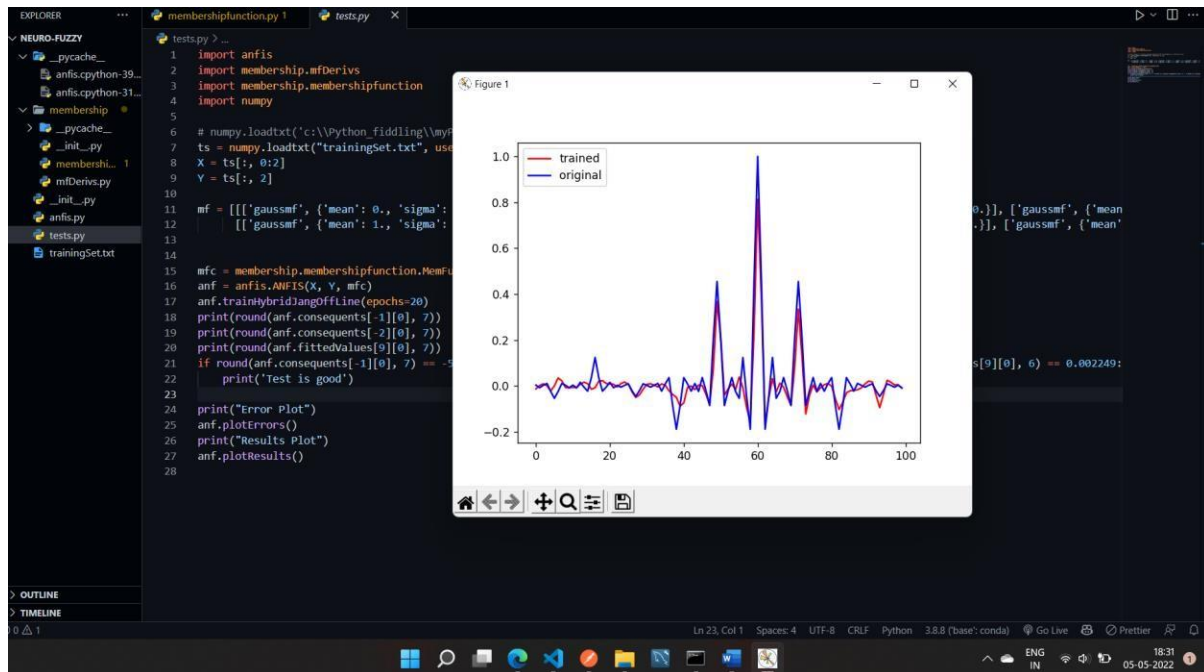 EXPLORER
NEURO-FUZZY
__pycache__
anfis.cpython-39...
anfis.cpython-31...
membership
__pycache__
__init__.py
membershi... 1
mfDerivs.py
__init__.py
anfis.py
tests.py
trainingSet.txt
OUTLINE
TIMELINE
membershipfunction.py 1
tests.py
tests.py > ...
1 import anfis
2 import membership.mfDerivs
3 import membership.membershipfunction
4 import numpy
5
6 # numpy.loadtxt('c:\\Python_fiddling\\myP
7 ts = numpy.loadtxt("trainingSet.txt", use
8 X = ts[:, 0:2]
9 Y = ts[:, 2]
10
11 mf = [[['gaussmf', {'mean': 0., 'sigma': 0.}], ['gaussmf', {'mean
12 [['gaussmf', {'mean': 1., 'sigma': .}], ['gaussmf', {'mean'
13
14
15 mfc = membership.membershipfunction.MemFu
16 anf = anfis.ANFIS(X, Y, mfc)
17 anf.trainHybridJangOffLine(epochs=20)
18 print(round(anf.consequents[-1][0], 7))
19 print(round(anf.consequents[-2][0], 7))
20 print(round(anf.fittedValues[9][0], 7))
21 if round(anf.consequents[-1][0], 7) == -5 s[9][0], 6) == 0.002249:
22 print('Test is good')
23
24 print("Error Plot")
25 anf.plotErrors()
26 print("Results Plot")
27 anf.plotResults()
28
Figure 1
trained
original
1.0
0.8
0.6
0.4
0.2
0.0
−0.2
0 20 40 60 80 100
0 1
Ln 23, Col 1 Spaces: 4 UTF-8 CRLF Python 3.8.8 ('base': conda) Go Live Prettier
ENG
IN
18:31
05-05-2022